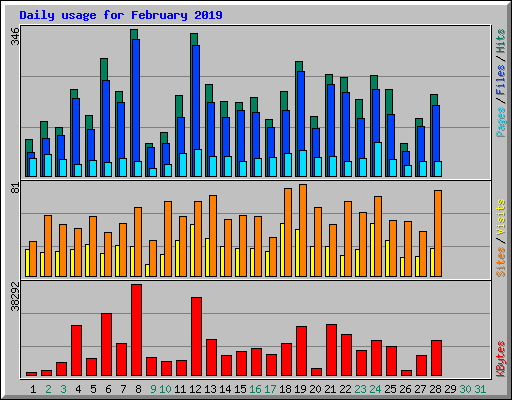 Daily usage for February 2019
346
Pages / Files / Hits
81
Sites / Visits
38292
KBytes
1 2 3 4 5 6 7 8 9 10 11 12 13 14 15 16 17 18 19 20 21 22 23 24 25 26 27 28 29 30 31